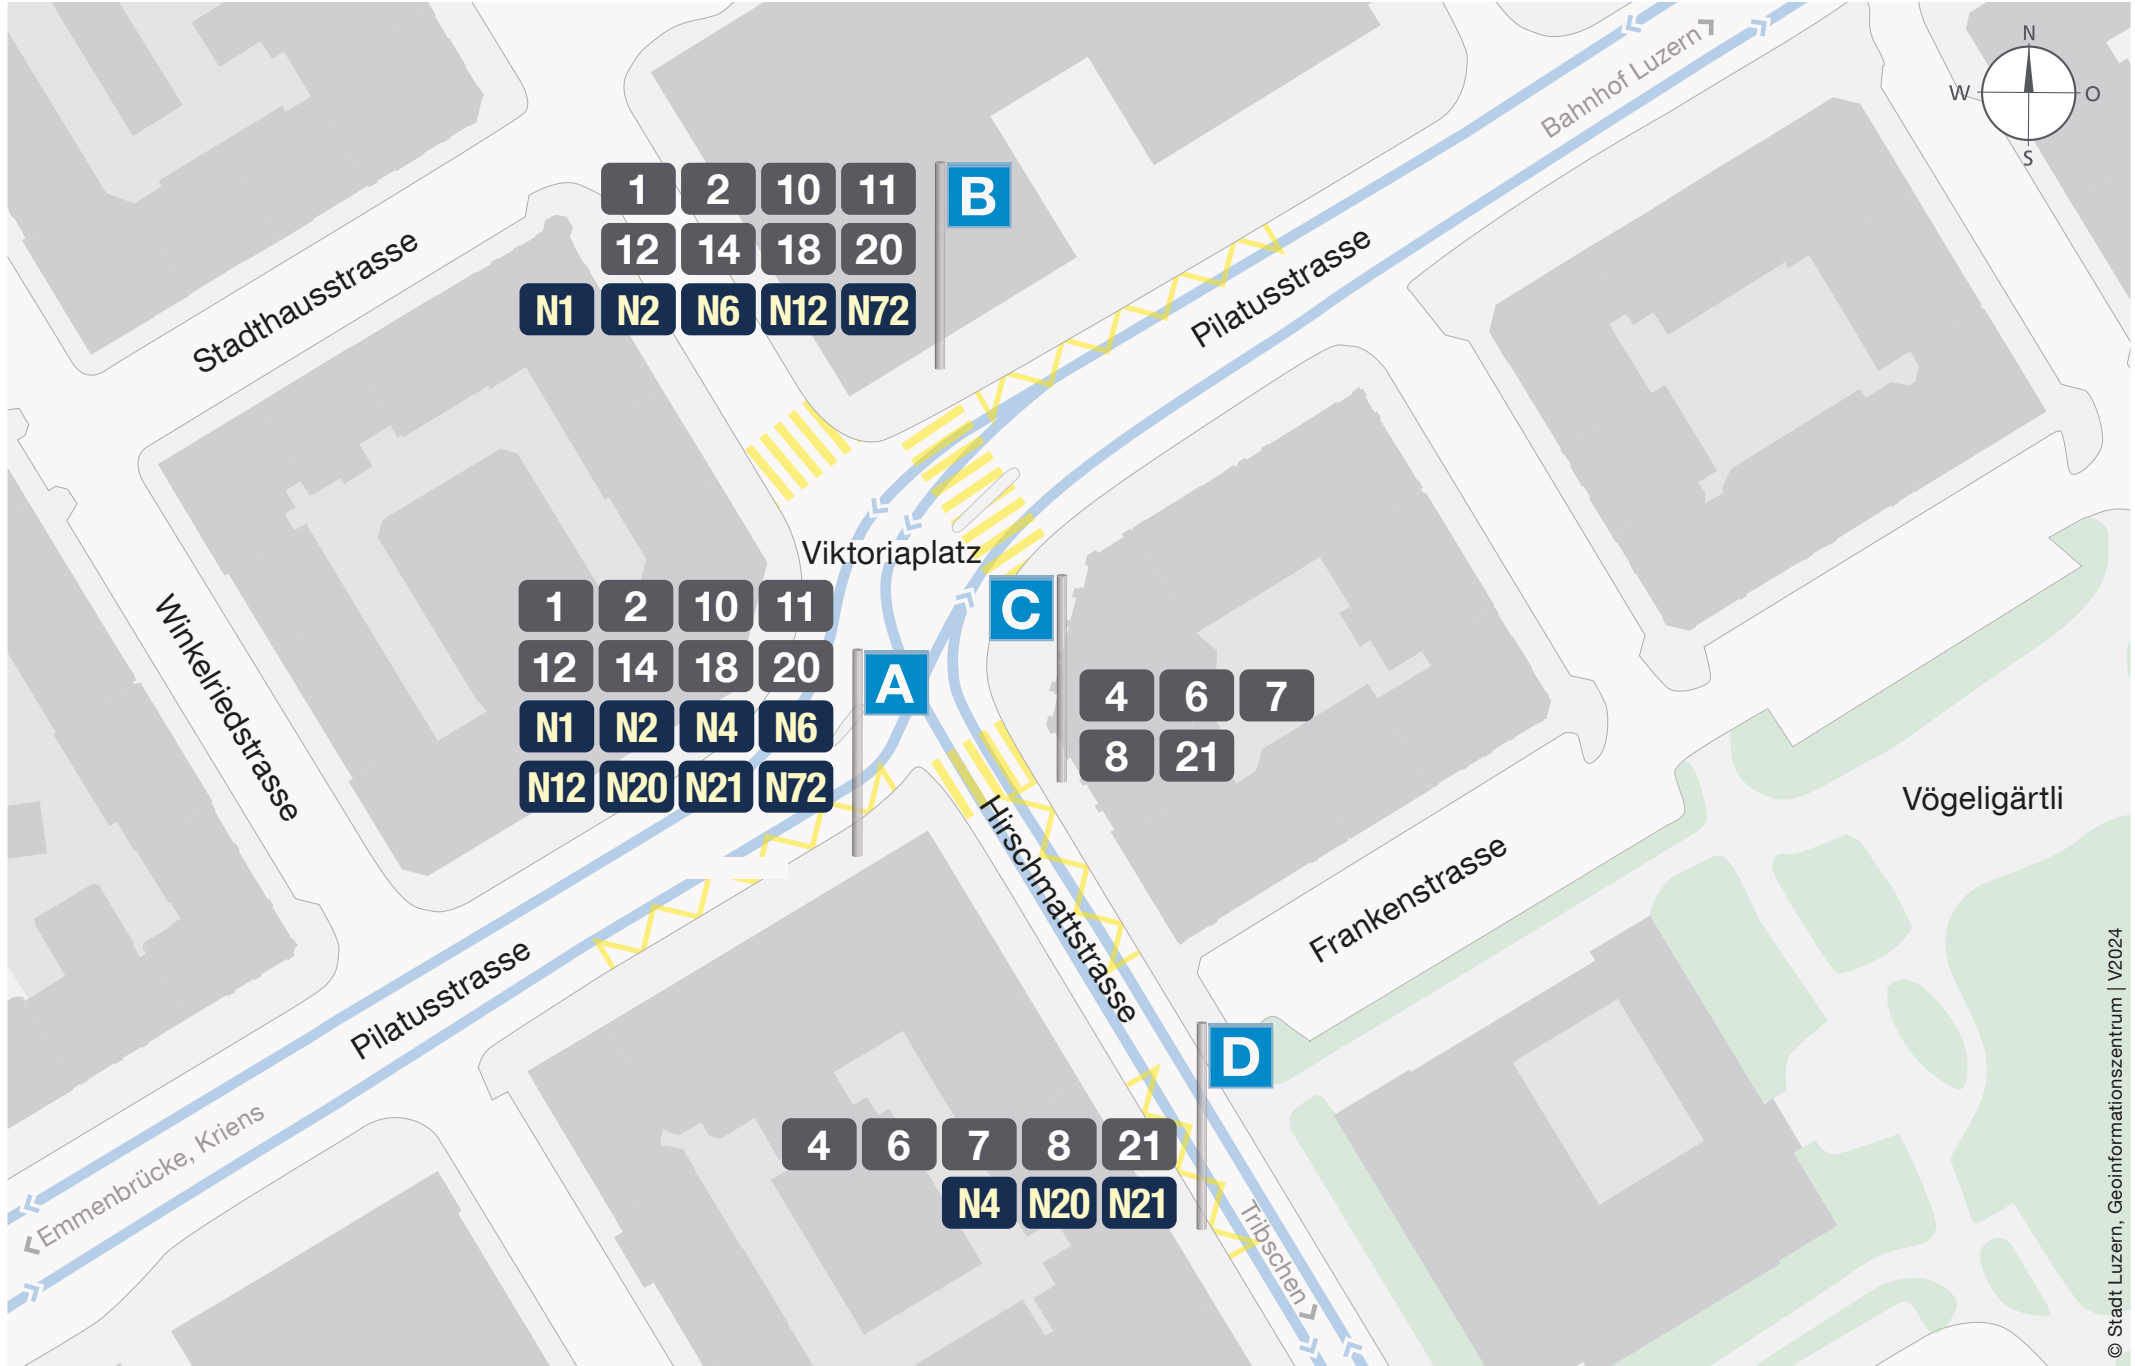 N
W
O
S
Bahnhof Luzern
1 2 10 11
B
12 14 18 20
N1 N2 N6 N12 N72
Stadthausstrasse
Pilatusstrasse
Viktoriaplatz
1 2 10 11
12 14 18 20
N1 N2 N4 N6
N12 N20 N21 N72
A
C
4 6 7
8 21
Winkelriedstrasse
Vögeligärtli
Hirschmattstrasse
Frankenstrasse
Pilatusstrasse
D
4 6 7 8 21
N4 N20 N21
Emmenbrücke, Kriens
Tribschen
© Stadt Luzern, Geoinformationszentrum | V2024